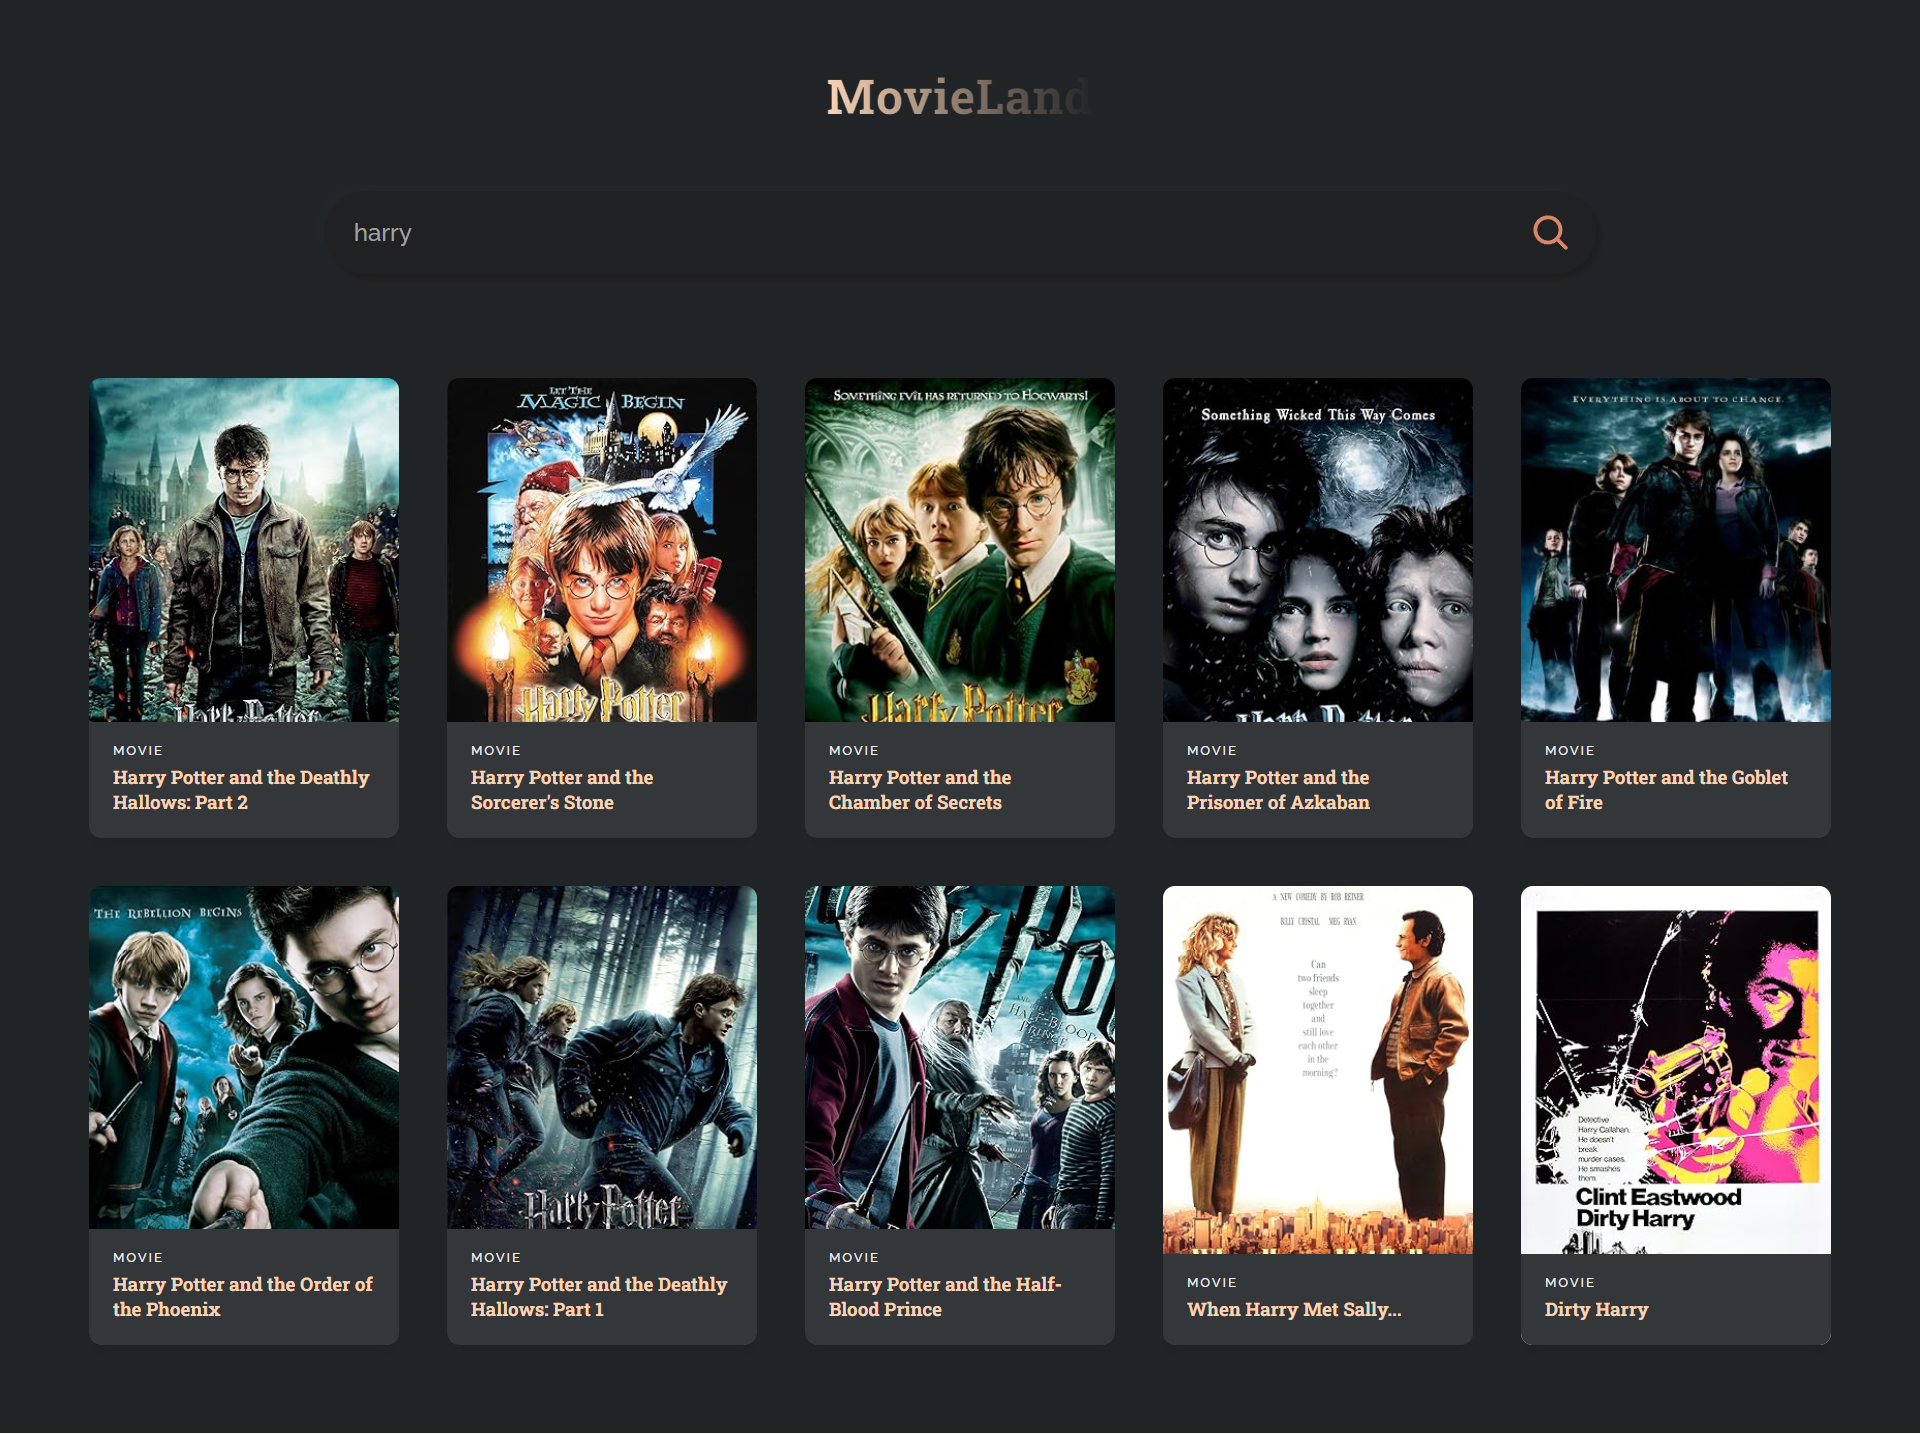 MovieLand
harry
LET THE
MAGIC BEGIN
Harry Potter
SOMETHING EVIL HAS RETURNED TO HOGWARTS!
Harry Potter
Something Wicked This Way Comes
Harry Potter
EVERYTHING IS ABOUT TO CHANGE.
Harry Potter
MOVIE
Harry Potter and the Deathly
Hallows: Part 2
MOVIE
Harry Potter and the
Sorcerer's Stone
MOVIE
Harry Potter and the
Chamber of Secrets
MOVIE
Harry Potter and the
Prisoner of Azkaban
MOVIE
Harry Potter and the Goblet
of Fire
THE REBELLION BEGINS
Harry Potter
AND THE
HALF-BLOOD
PRINCE
A NEW COMEDY BY ROB REINER
BILLY CRYSTAL MEG RYAN
Can
two friends
sleep
together
and
still love
each other
in the
morning?
Detective
Harry Callahan.
He doesn't
break
murder cases.
He smashes
them.
Clint Eastwood
Dirty Harry
MOVIE
Harry Potter and the Order of
the Phoenix
MOVIE
Harry Potter and the Deathly
Hallows: Part 1
MOVIE
Harry Potter and the Half-
Blood Prince
MOVIE
When Harry Met Sally...
MOVIE
Dirty Harry